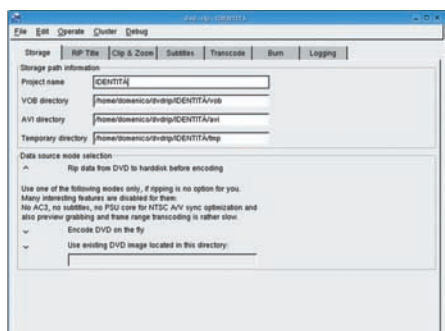 dvd::rip - IDENTITÀ
File Edit Operate Cluster Debug
Storage RIP Title Clip & Zoom Subtitles Transcode Burn Logging
Storage path information
Project name IDENTITÀ
VOB directory /home/domenico/dvdrip/IDENTITÀ/vob
AVI directory /home/domenico/dvdrip/IDENTITÀ/avi
Temporary directory /home/domenico/dvdrip/IDENTITÀ/tmp
Data source mode selection
Rip data from DVD to harddisk before encoding
Use one of the following modes only, if ripping is no option for you.
Many interesting features are disabled for them:
No AC3, no subtitles, no PSU core for NTSC A/V sync optimization and
also preview grabbing and frame range transcoding is rather slow.
Encode DVD on the fly
Use existing DVD image located in this directory: